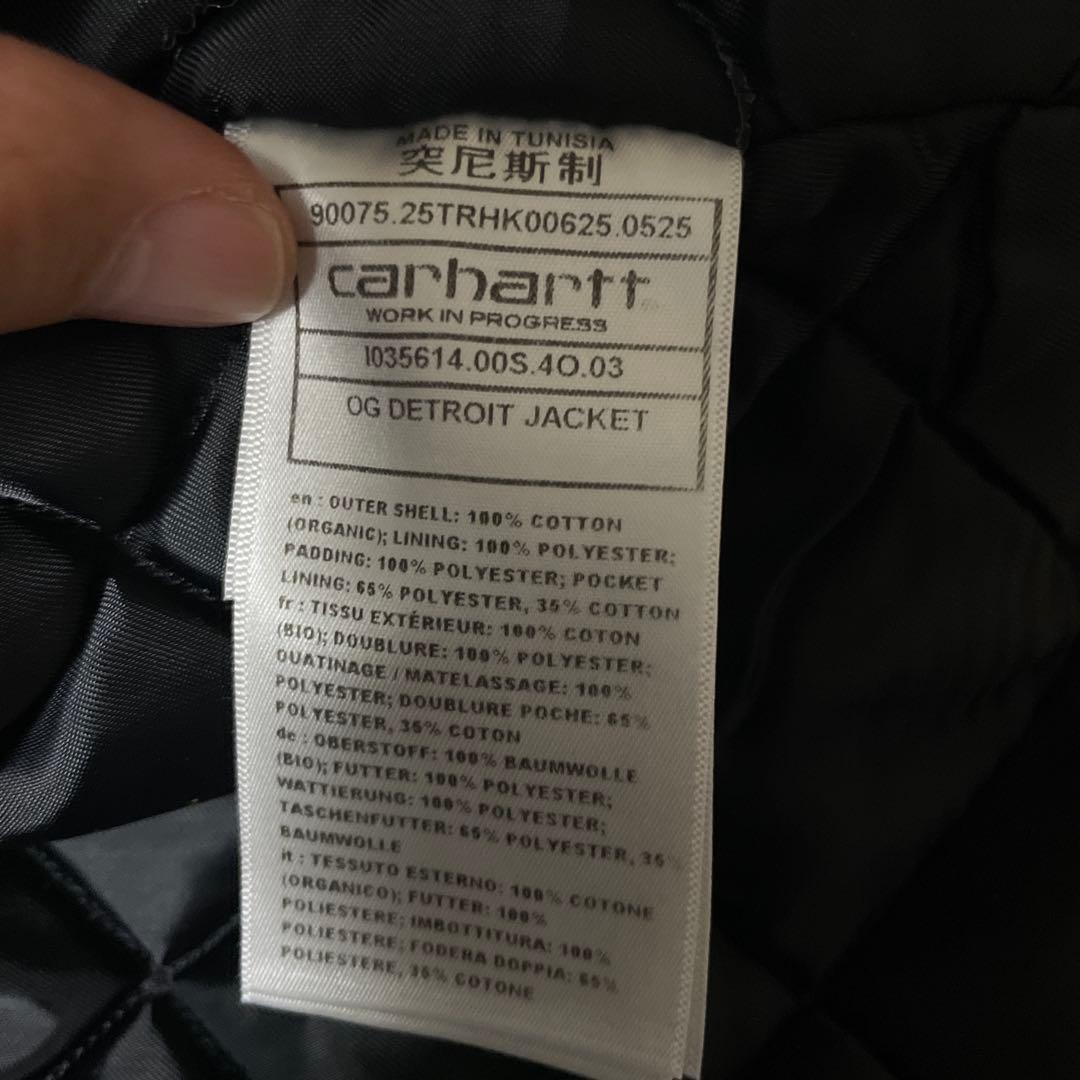 MADE IN TUNISIA
突尼斯制
90075.25TRHK00625.0525
carhartt
WORK IN PROGRESS
I035614.00S.4O.03
OG DETROIT JACKET
en : OUTER SHELL: 100% COTTON
(ORGANIC); LINING: 100% POLYESTER;
PADDING: 100% POLYESTER; POCKET
LINING: 65% POLYESTER, 35% COTTON
fr : TISSU EXTÉRIEUR: 100% COTON
(BIO); DOUBLURE: 100% POLYESTER;
OUATINAGE / MATELASSAGE: 100%
POLYESTER; DOUBLURE POCHE: 65%
POLYESTER, 35% COTON
de : OBERSTOFF: 100% BAUMWOLLE
(BIO); FUTTER: 100% POLYESTER;
WATTIERUNG: 100% POLYESTER;
TASCHENFUTTER: 65% POLYESTER, 35%
BAUMWOLLE
it : TESSUTO ESTERNO: 100% COTONE
(ORGANICO); FUTTER: 100%
POLIESTERE; IMBOTTITURA: 100%
POLIESTERE; FODERA DOPPIA: 65%
POLIESTERE, 35% COTONE